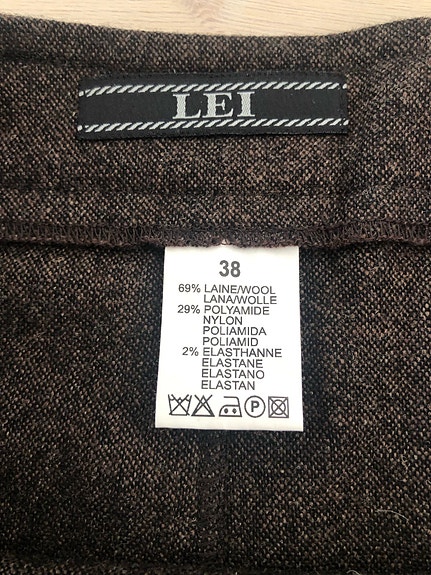 LEI
38
69% LAINE/WOOL
LANA/WOLLE
29% POLYAMIDE
NYLON
POLIAMIDA
POLIAMID
2% ELASTHANNE
ELASTANE
ELASTANO
ELASTAN
P